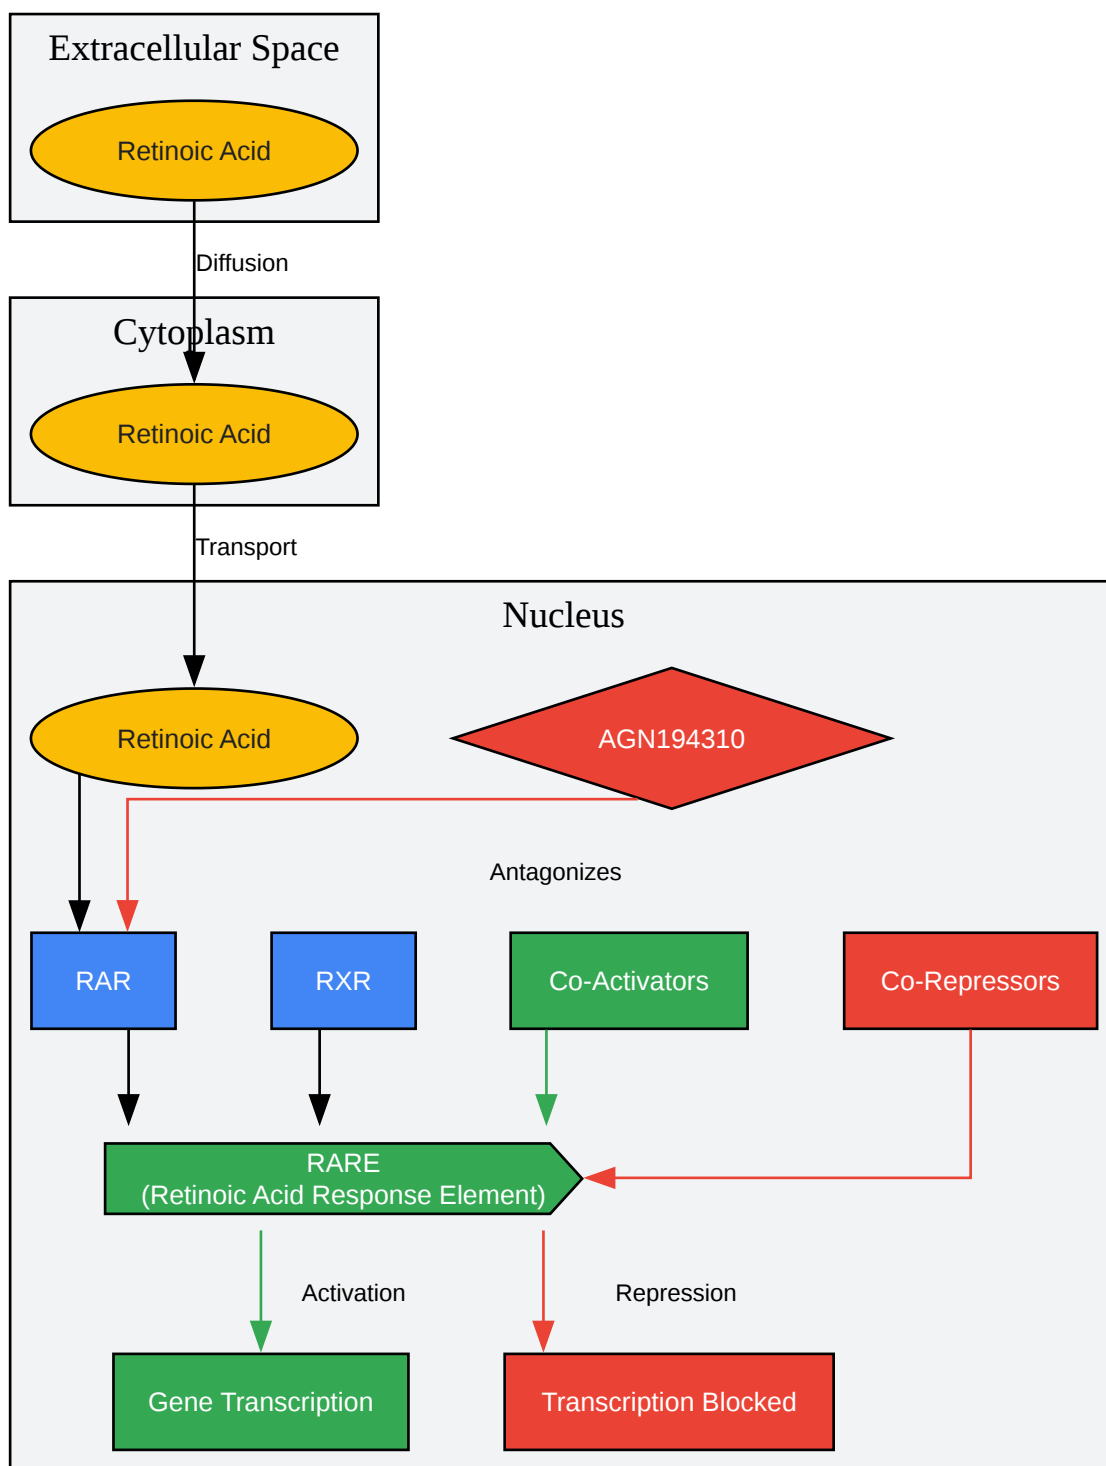 Extracellular Space
Retinoic Acid
Diffusion
Cytoplasm
Retinoic Acid
Transport
Nucleus
Retinoic Acid
AGN194310
Antagonizes
RAR
RXR
Co-Activators
Co-Repressors
RARE
(Retinoic Acid Response Element)
Activation
Repression
Gene Transcription
Transcription Blocked